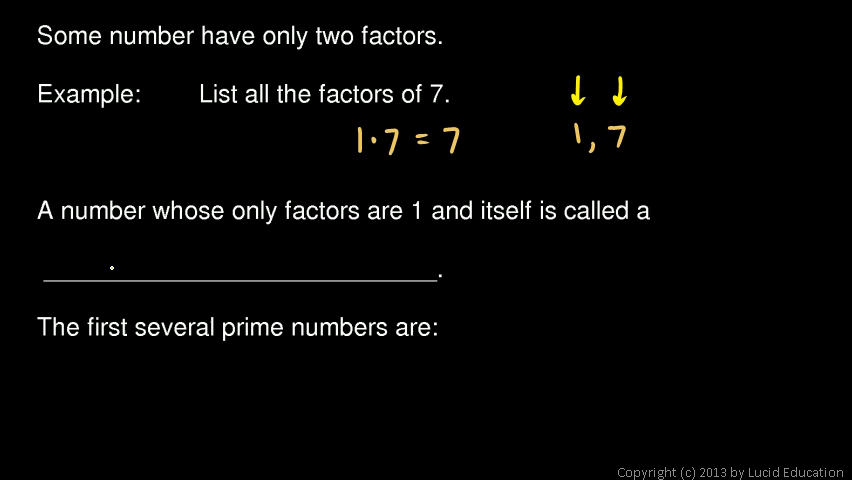 Some number have only two factors.
Example: List all the factors of 7.
1 · 7 = 7 1, 7
A number whose only factors are 1 and itself is called a
.
The first several prime numbers are:
Copyright (c) 2013 by Lucid Education